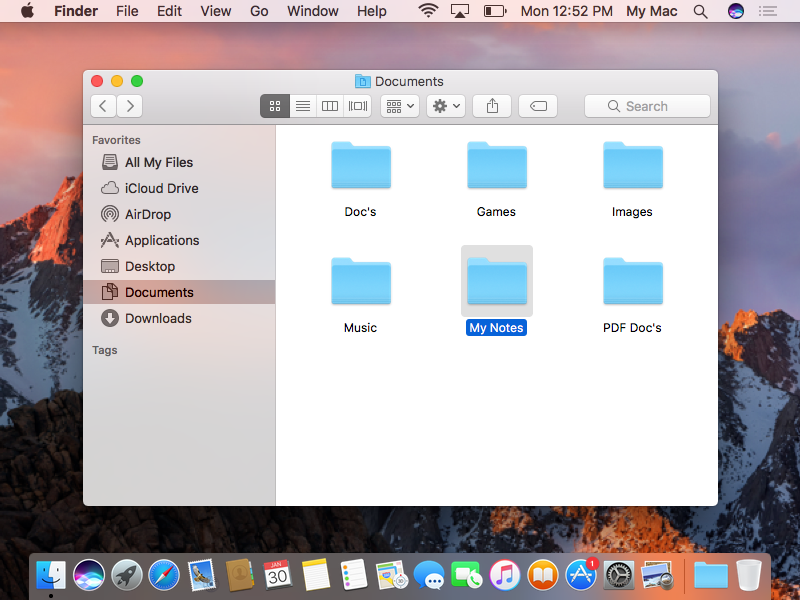 Finder File Edit View Go Window Help Mon 12:52 PM My Mac
Documents
Search
Favorites
All My Files
iCloud Drive
AirDrop
Applications
Desktop
Documents
Downloads
Tags
Doc's Games Images
Music My Notes PDF Doc's
JAN
30
1